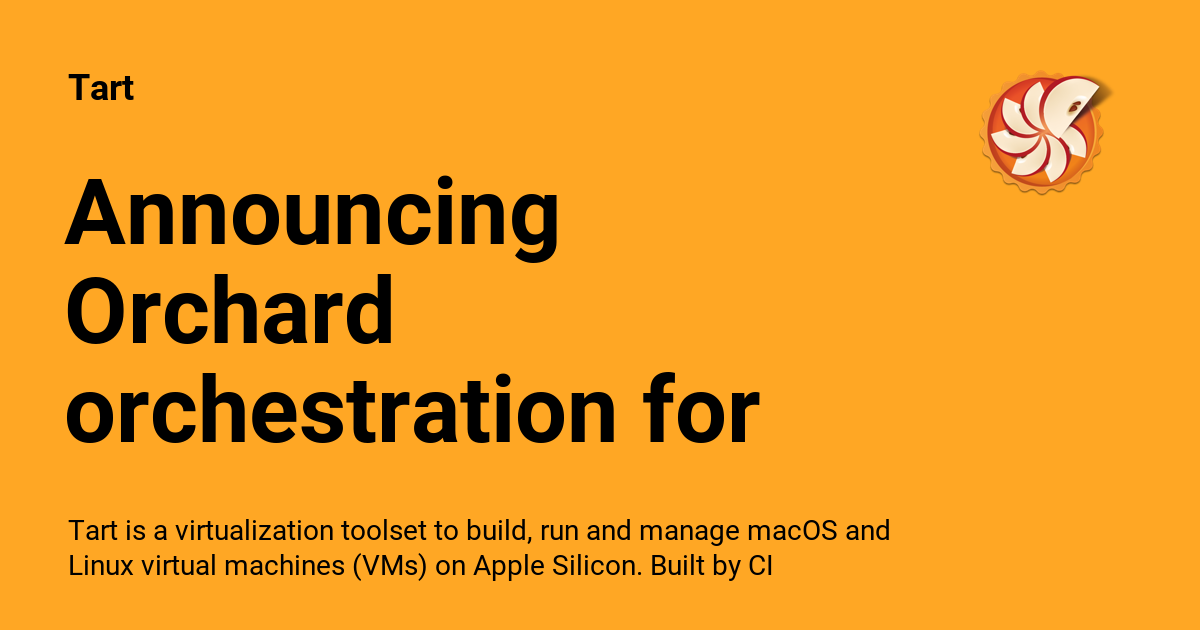 Tart
Announcing
Orchard
orchestration for
Tart is a virtualization toolset to build, run and manage macOS and
Linux virtual machines (VMs) on Apple Silicon. Built by CI